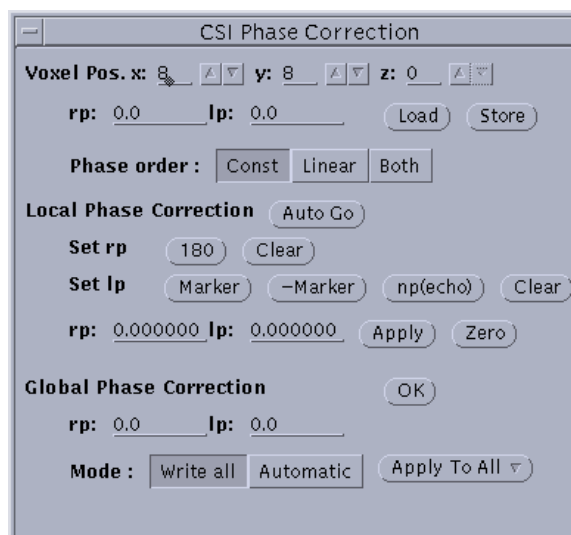 CSI Phase Correction
Voxel Pos. x: 8 y: 8 z: 0
rp: 0.0 lp: 0.0 Load Store
Phase order : Const Linear Both
Local Phase Correction Auto Go
Set rp 180 Clear
Set lp Marker −Marker np(echo) Clear
rp: 0.000000 lp: 0.000000 Apply Zero
Global Phase Correction OK
rp: 0.0 lp: 0.0
Mode : Write all Automatic Apply To All